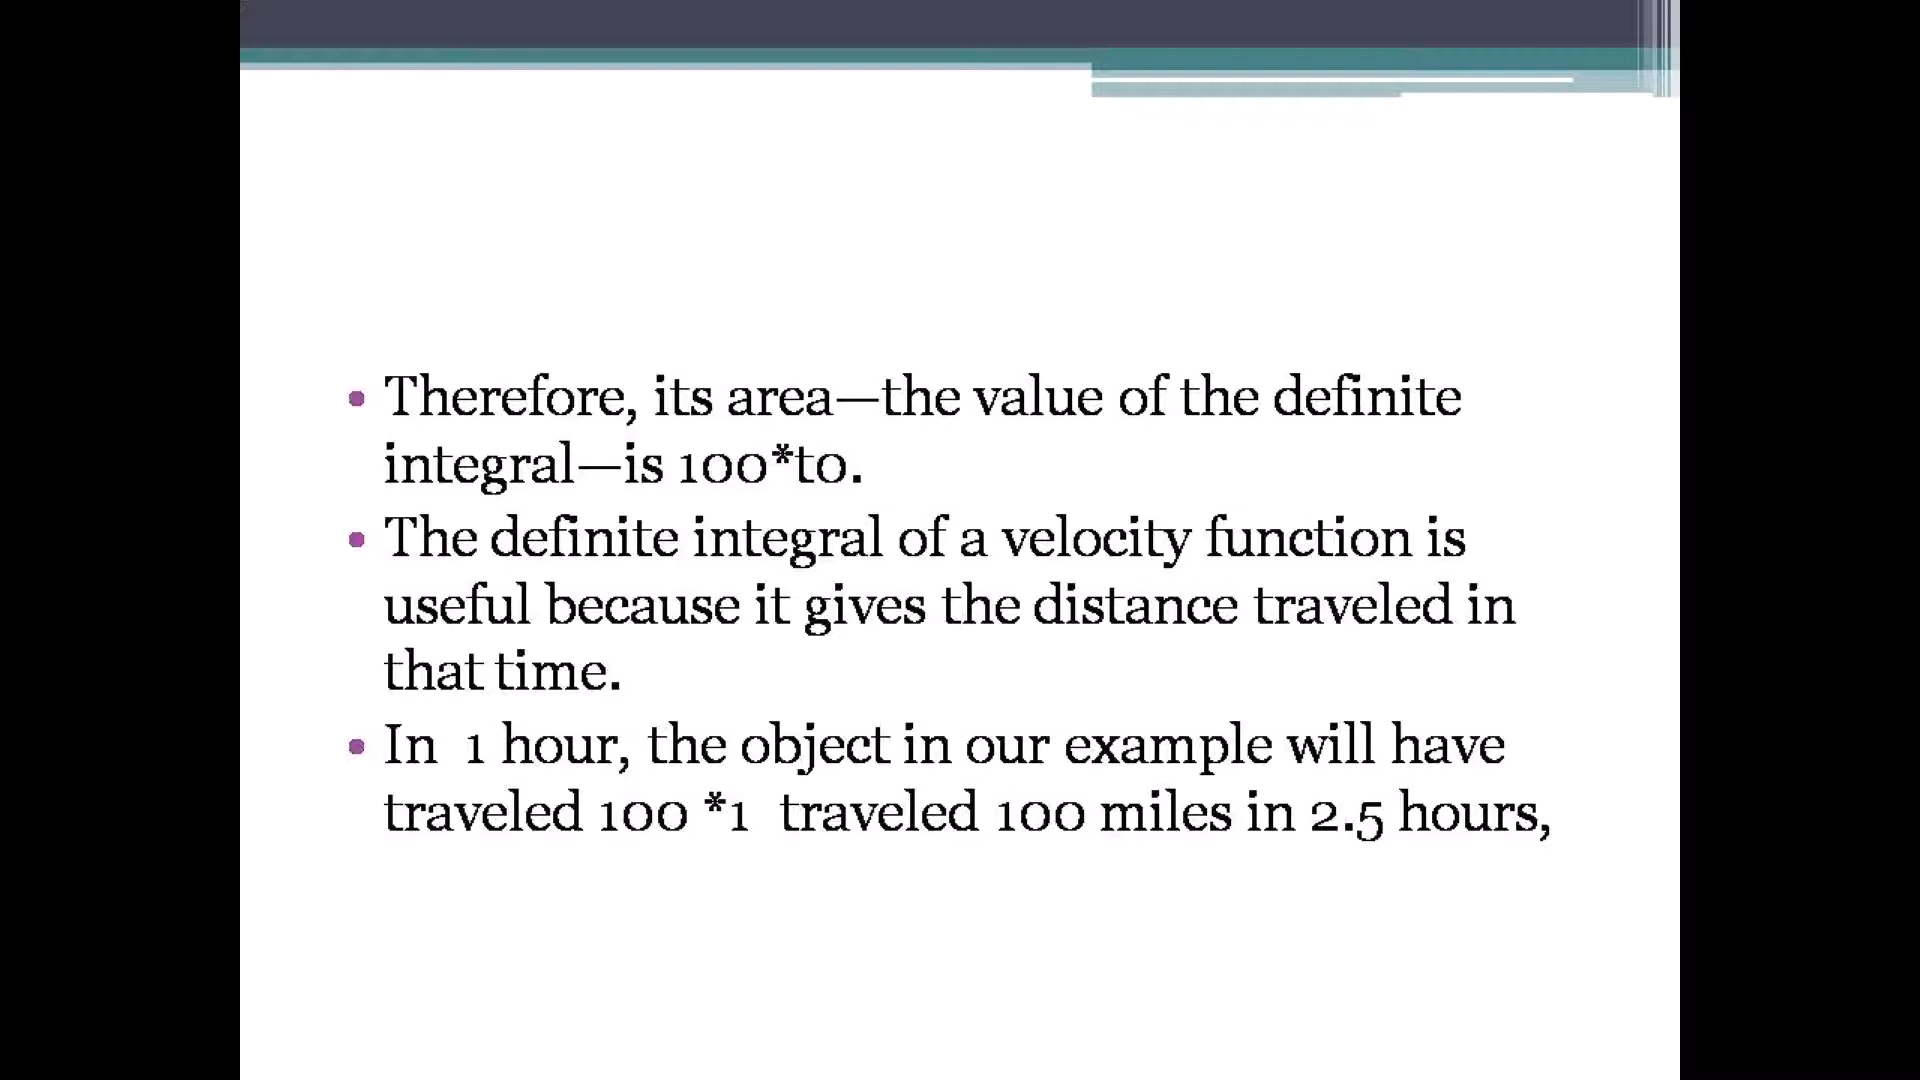 • Therefore, its area—the value of the definite
integral—is 100*t0.
• The definite integral of a velocity function is
useful because it gives the distance traveled in
that time.
• In  1 hour, the object in our example will have
traveled 100 *1  traveled 100 miles in 2.5 hours,